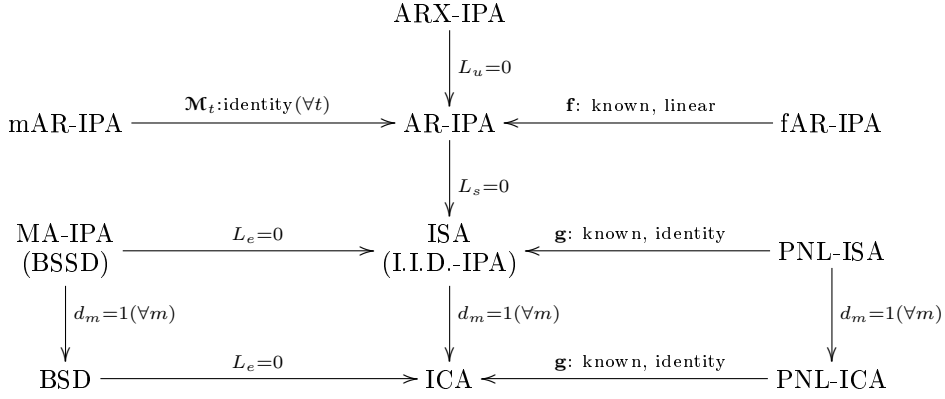 ARX-IPA
L_u=0
mAR-IPA
𝔐_t:identity(∀t)
AR-IPA
f: known, linear
fAR-IPA
L_s=0
MA-IPA
(BSSD)
L_e=0
ISA
(I.I.D.-IPA)
g: known, identity
PNL-ISA
d_m=1(∀m)
d_m=1(∀m)
d_m=1(∀m)
BSD
L_e=0
ICA
g: known, identity
PNL-ICA